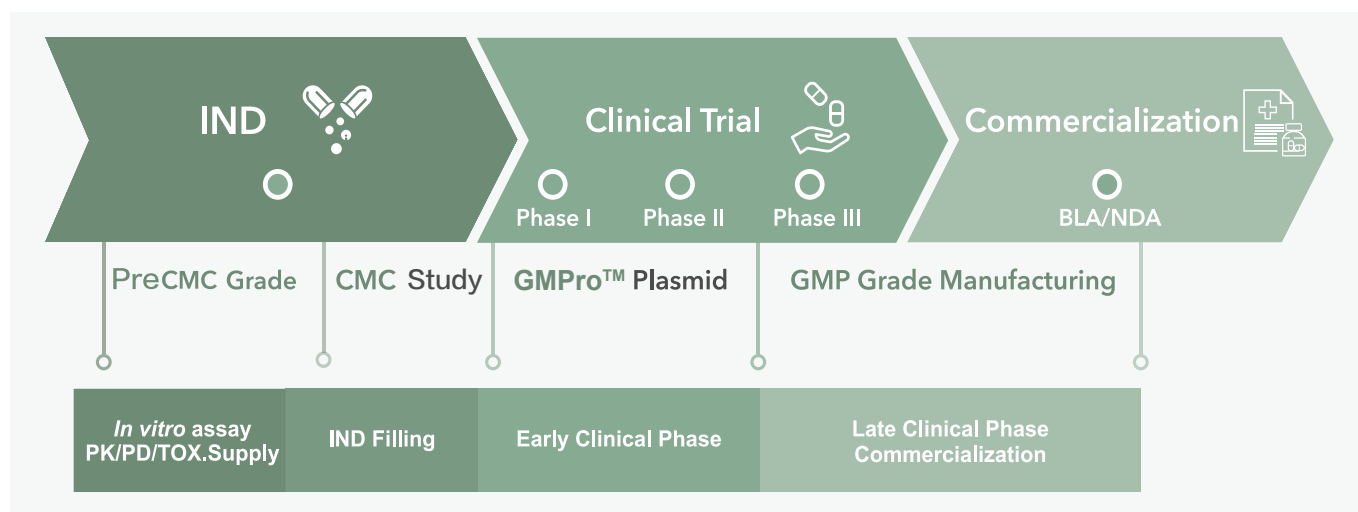 IND
Clinical Trial
Commercialization
Phase I
Phase II
Phase III
BLA/NDA
PreCMC Grade
CMC Study
GMPro™ Plasmid
GMP Grade Manufacturing
In vitro assay
PK/PD/TOX.Supply
IND Filling
Early Clinical Phase
Late Clinical Phase
Commercialization